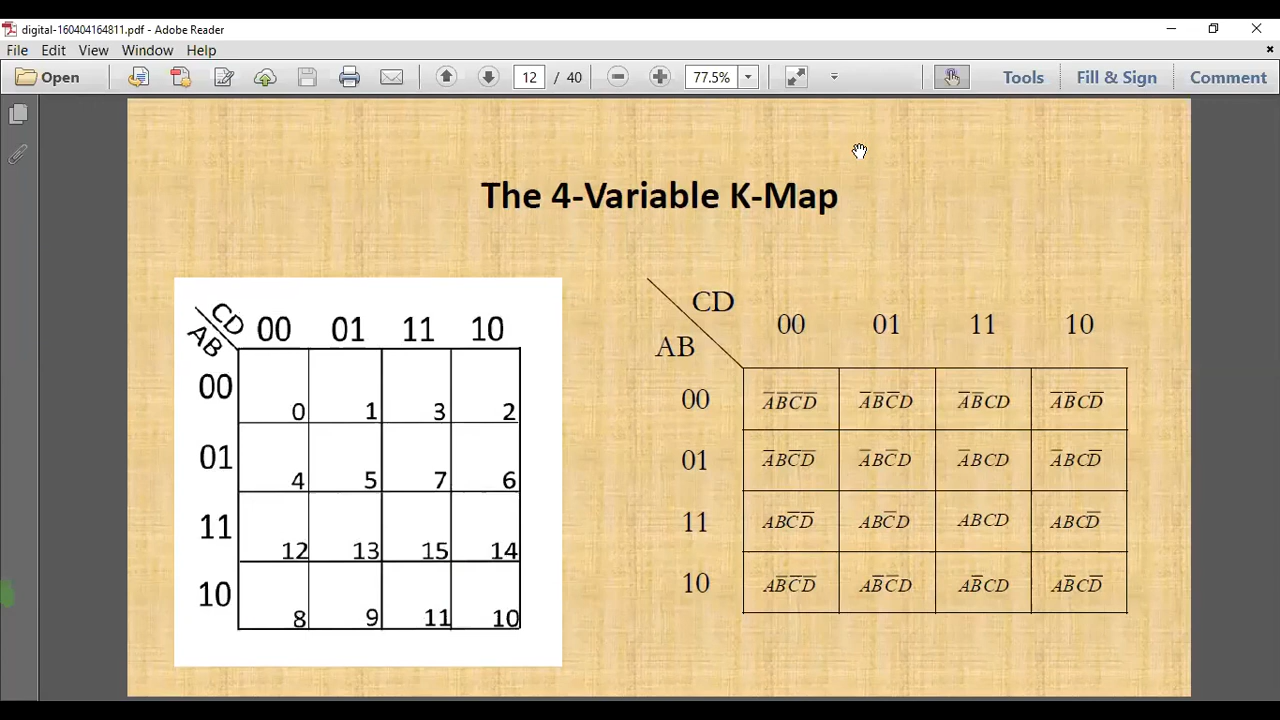 digital-160404164811.pdf - Adobe Reader
File Edit View Window Help
Open 12 / 40 77.5% Tools Fill & Sign Comment
The 4-Variable K-Map
CD
AB
00 01 11 10
00 0 1 3 2
01 4 5 7 6
11 12 13 15 14
10 8 9 11 10
CD
AB
00 01 11 10
00 A̅B̅C̅D̅ A̅B̅C̅D A̅B̅CD A̅B̅CD̅
01 A̅BC̅D̅ A̅BC̅D A̅BCD A̅BCD̅
11 ABC̅D̅ ABC̅D ABCD ABCD̅
10 AB̅C̅D̅ AB̅C̅D AB̅CD AB̅CD̅